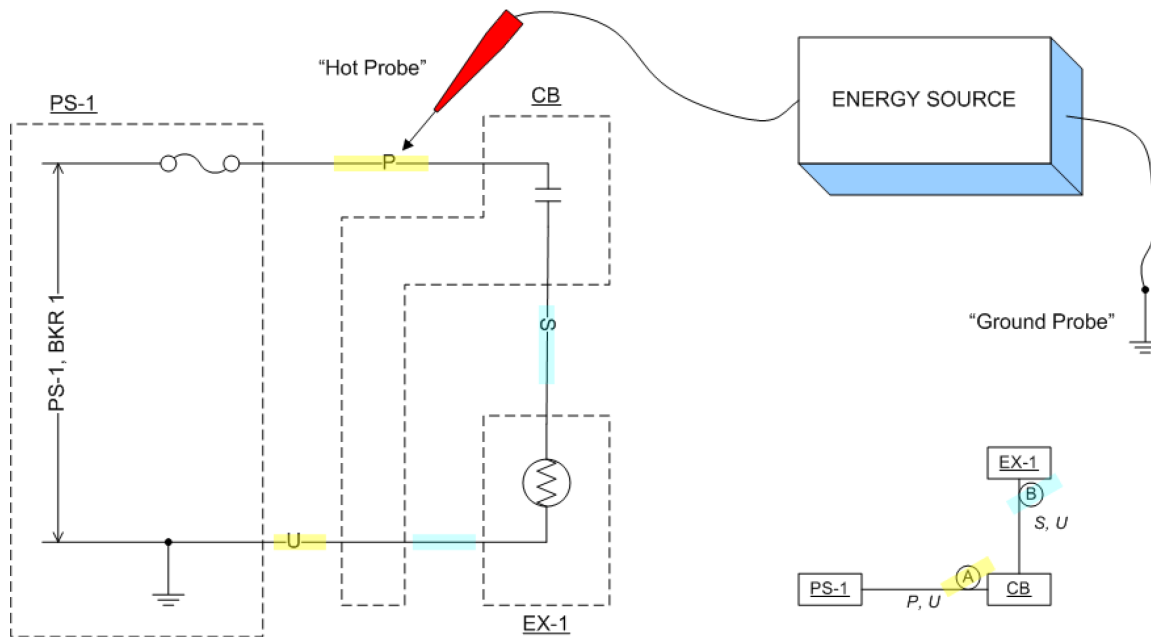 “Hot Probe”
PS-1
CB
ENERGY SOURCE
P
PS-1, BKR 1
S
“Ground Probe”
U
EX-1
EX-1
B
S, U
A
PS-1
CB
P, U